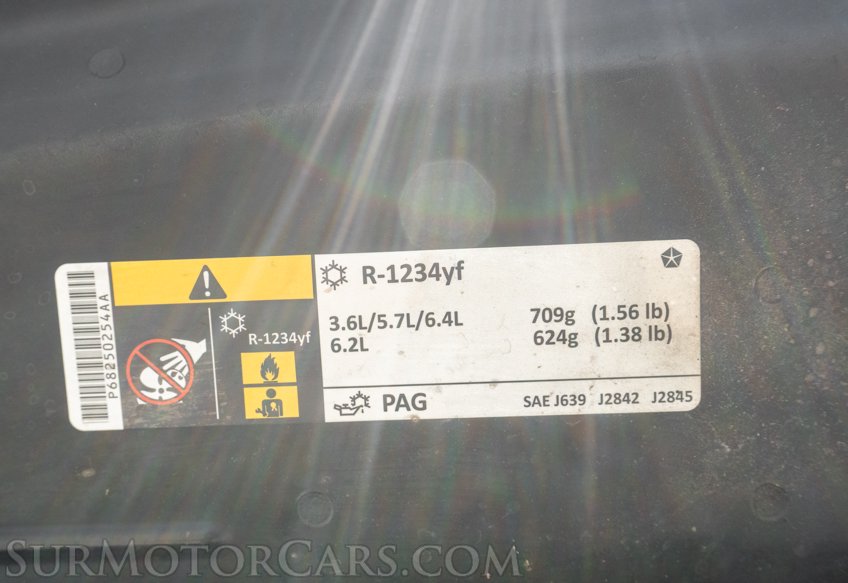 P68250254AA
R-1234yf
R-1234yf
3.6L/5.7L/6.4L 709g (1.56 lb)
6.2L 624g (1.38 lb)
PAG SAE J639 J2842 J2845
SURMOTORCARS.COM